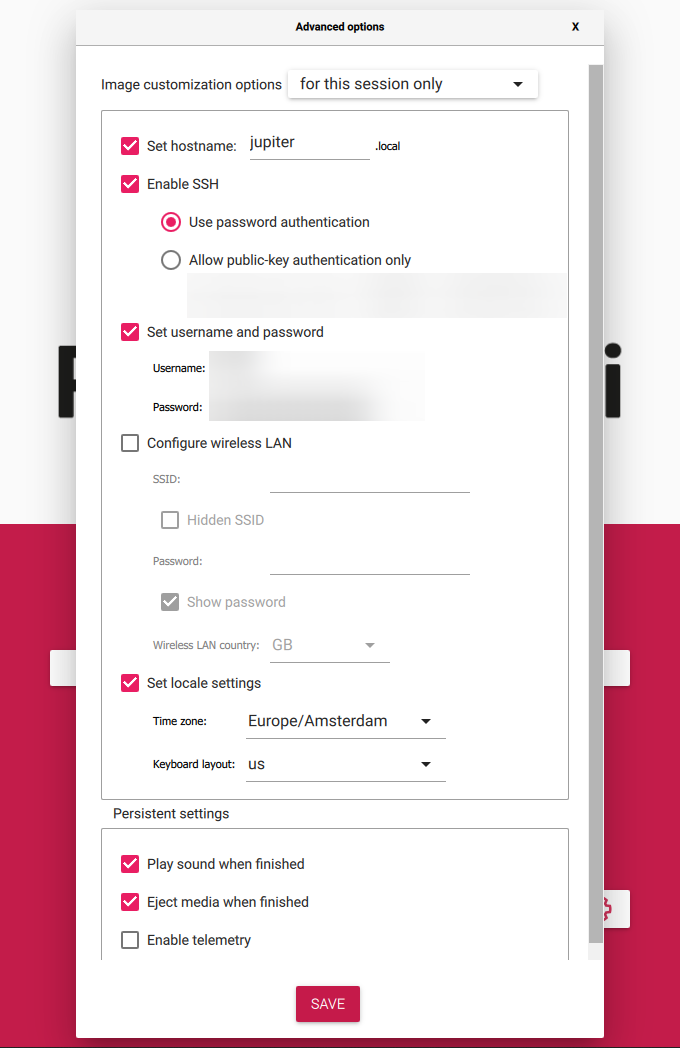 Advanced options X
Image customization options for this session only
Set hostname: jupiter .local
Enable SSH
Use password authentication
Allow public-key authentication only
Set username and password
Username:
Password:
Configure wireless LAN
SSID:
Hidden SSID
Password:
Show password
Wireless LAN country: GB
Set locale settings
Time zone: Europe/Amsterdam
Keyboard layout: us
Persistent settings
Play sound when finished
Eject media when finished
Enable telemetry
SAVE